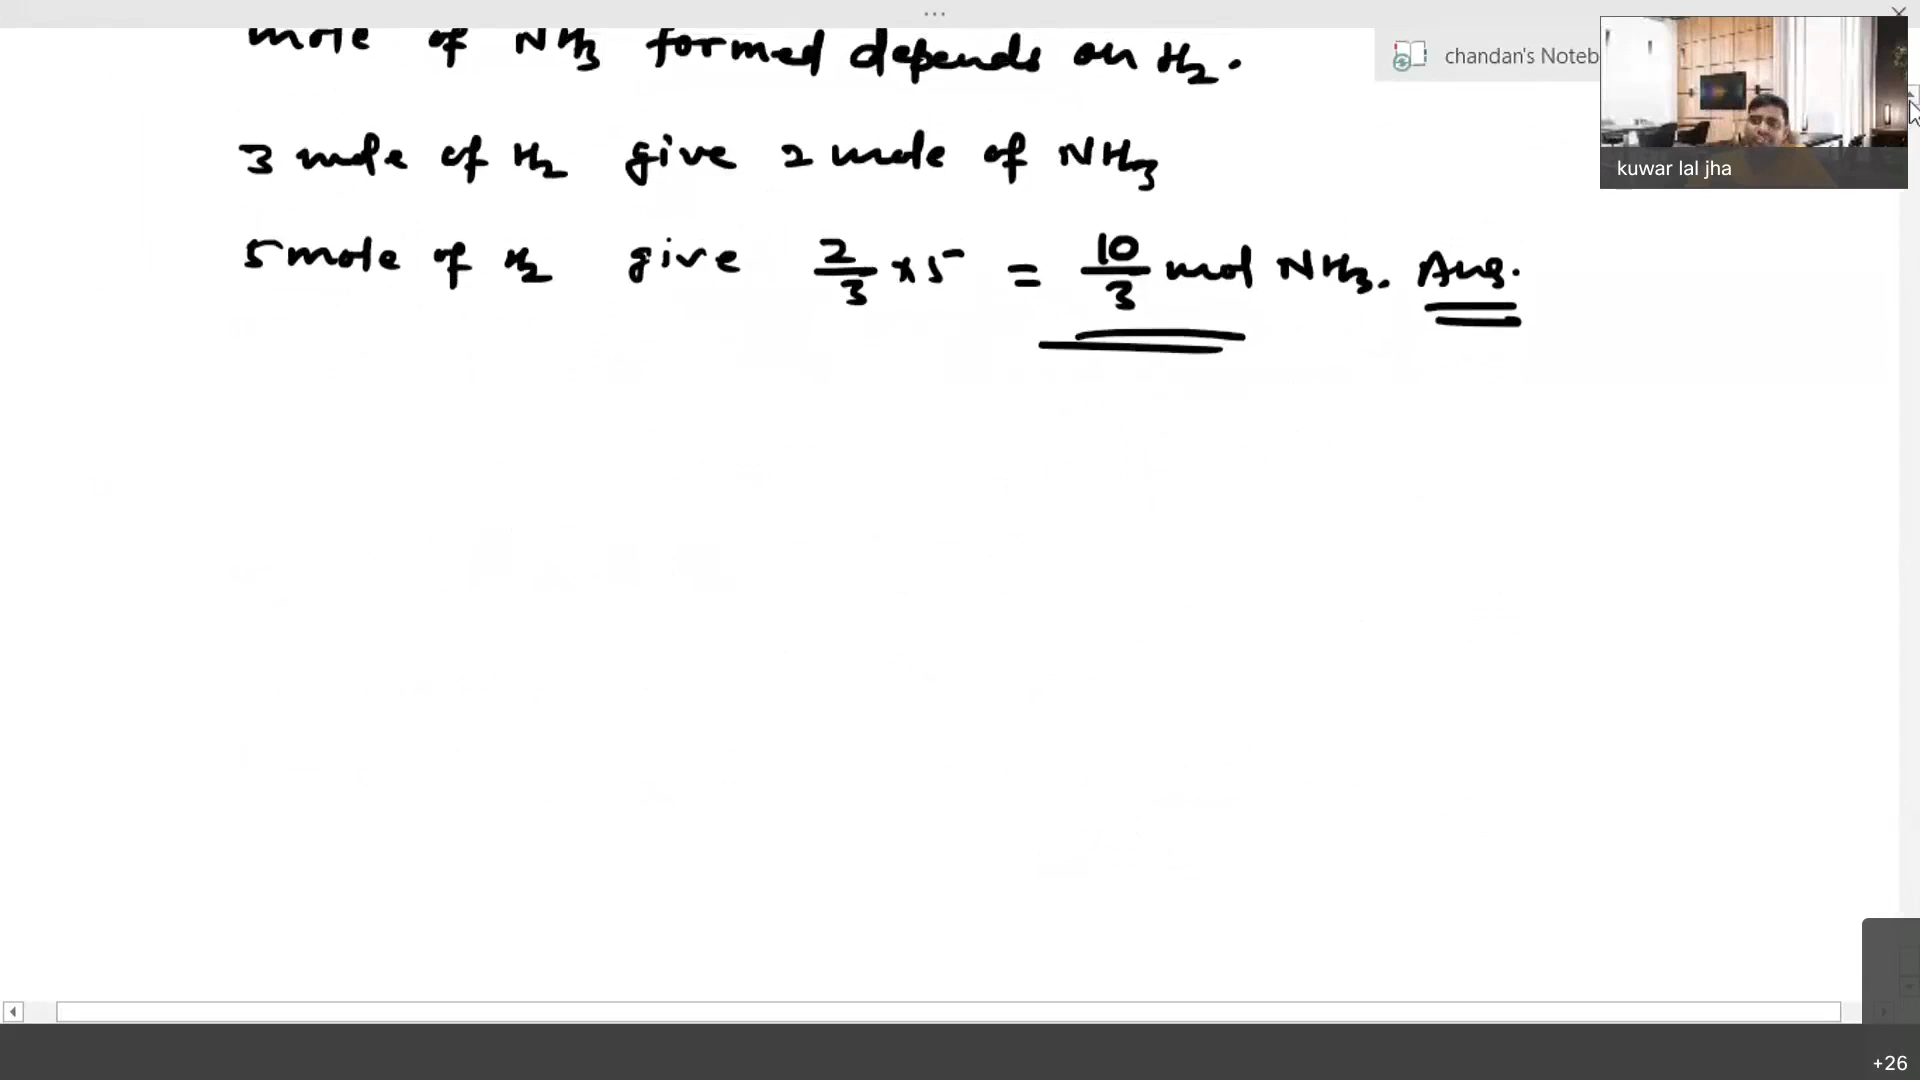 mole of NH3 formed depends on H2.
chandan's Noteb
3 mole of H2 give 2 mole of NH3
kuwar lal jha
5 mole of H2 give 2/3 x 5 = 10/3 mol NH3. Ans.
+26